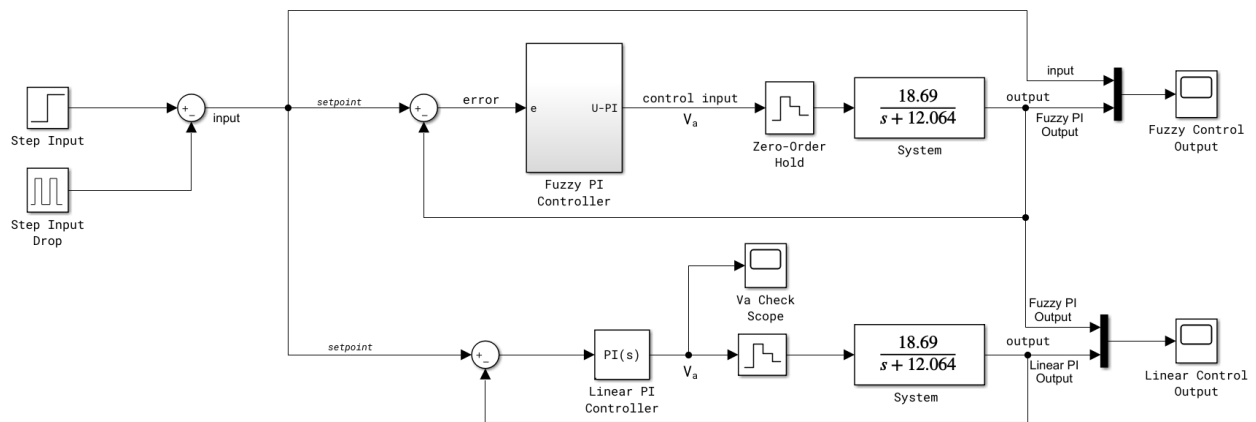 Step Input
+
−
input
Step Input
Drop
setpoint
+
−
error
e
U-PI
Fuzzy PI
Controller
control input
Va
Zero-Order
Hold
18.69
s + 12.064
System
output
input
Fuzzy PI
Output
Fuzzy Control
Output
setpoint
+
−
PI(s)
Linear PI
Controller
Va
Va Check
Scope
18.69
s + 12.064
System
output
Fuzzy PI
Output
Linear PI
Output
Linear Control
Output